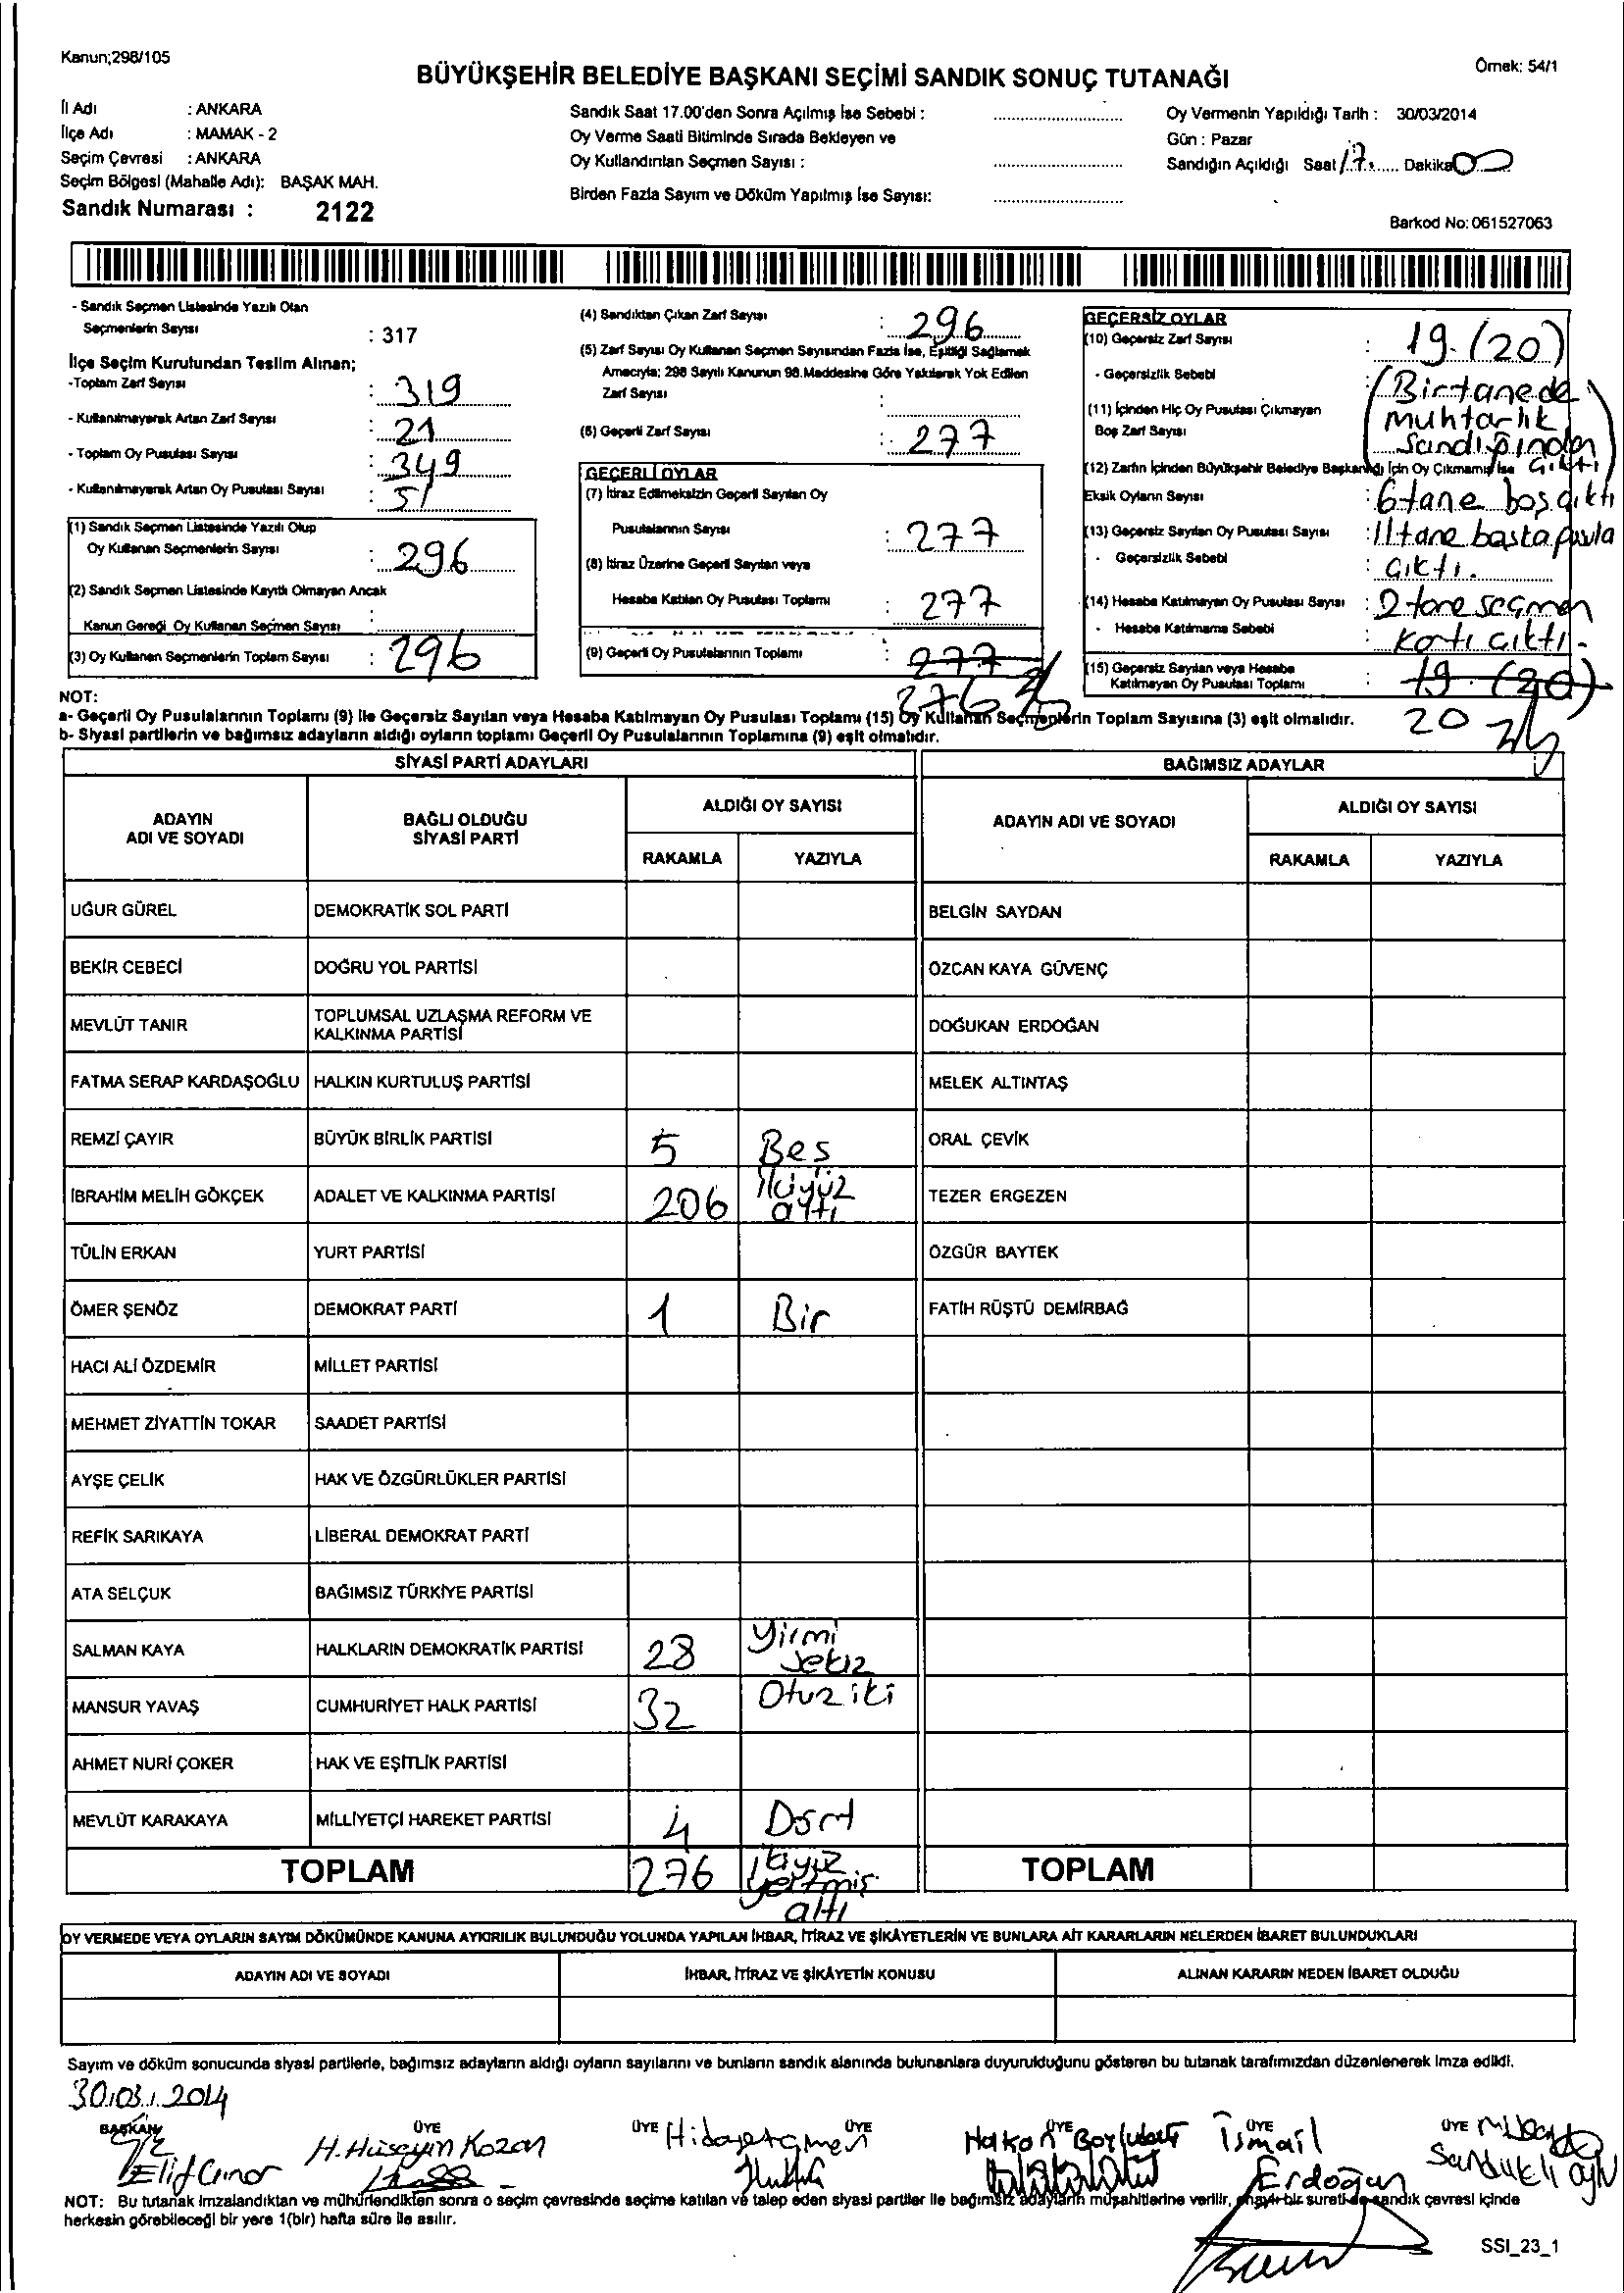 Kanun;298/105
Örnek: 54/1
BÜYÜKŞEHİR BELEDİYE BAŞKANI SEÇİMİ SANDIK SONUÇ TUTANAĞI
İl Adı : ANKARA
İlçe Adı : MAMAK - 2
Seçim Çevresi : ANKARA
Seçim Bölgesi (Mahalle Adı): BAŞAK MAH.
Sandık Numarası : 2122
Sandık Saat 17.00'den Sonra Açılmış İse Sebebi :
Oy Verme Saati Bitiminde Sırada Bekleyen ve
Oy Kullandırılan Seçmen Sayısı :
Birden Fazla Sayım ve Döküm Yapılmış İse Sayısı:
Oy Vermenin Yapıldığı Tarih : 30/03/2014
Gün : Pazar
Sandığın Açıldığı Saat 17 Dakika 00
Barkod No: 061527063
- Sandık Seçmen Listesinde Yazılı Olan
Seçmenlerin Sayısı : 317
İlçe Seçim Kurulundan Teslim Alınan;
-Toplam Zarf Sayısı : 319
- Kullanılmayarak Artan Zarf Sayısı : 21
- Toplam Oy Pusulası Sayısı : 349
- Kullanılmayarak Artan Oy Pusulası Sayısı : 51
(1) Sandık Seçmen Listesinde Yazılı Olup
Oy Kullanan Seçmenlerin Sayısı : 296
(2) Sandık Seçmen Listesinde Kayıtlı Olmayan Ancak
Kanun Gereği Oy Kullanan Seçmen Sayısı :
(3) Oy Kullanan Seçmenlerin Toplam Sayısı : 296
(4) Sandıktan Çıkan Zarf Sayısı : 296
(5) Zarf Sayısı Oy Kullanan Seçmen Sayısından Fazla İse, Eşitliği Sağlamak
Amacıyla; 298 Sayılı Kanunun 98.Maddesine Göre Yakılarak Yok Edilen
Zarf Sayısı :
(6) Geçerli Zarf Sayısı : 277
GEÇERLİ OYLAR
(7) İtiraz Edilmeksizin Geçerli Sayılan Oy
Pusulalarının Sayısı : 277
(8) İtiraz Üzerine Geçerli Sayılan veya
Hesaba Katılan Oy Pusulası Toplamı : 277
(9) Geçerli Oy Pusulalarının Toplamı : 277
276
GEÇERSİZ OYLAR
(10) Geçersiz Zarf Sayısı : 19 (20)
- Geçersizlik Sebebi : (Bir tane de
(11) İçinden Hiç Oy Pusulası Çıkmayan muhtarlık
Boş Zarf Sayısı sandığından
(12) Zarfın İçinden Büyükşehir Belediye Başkanlığı İçin Oy Çıkmamış İse çıktı)
Eksik Oyların Sayısı : 6 tane boş çıktı
(13) Geçersiz Sayılan Oy Pusulası Sayısı : 11 tane başka pusula
- Geçersizlik Sebebi : çıktı.
(14) Hesaba Katılmayan Oy Pusulası Sayısı : 2 tane seçmen
- Hesaba Katılmama Sebebi : kartı çıktı.
(15) Geçersiz Sayılan veya Hesaba
Katılmayan Oy Pusulası Toplamı : 19 (20)
20
NOT:
a- Geçerli Oy Pusulalarının Toplamı (9) İle Geçersiz Sayılan veya Hesaba Katılmayan Oy Pusulası Toplamı (15) Oy Kullanan Seçmenlerin Toplam Sayısına (3) eşit olmalıdır.
b- Siyasi partilerin ve bağımsız adayların aldığı oyların toplamı Geçerli Oy Pusulalarının Toplamına (9) eşit olmalıdır.
SİYASİ PARTİ ADAYLARI BAĞIMSIZ ADAYLAR
ADAYIN ADI VE SOYADI BAĞLI OLDUĞU SİYASİ PARTİ ALDIĞI OY SAYISI ADAYIN ADI VE SOYADI ALDIĞI OY SAYISI
RAKAMLA YAZIYLA RAKAMLA YAZIYLA
UĞUR GÜREL DEMOKRATİK SOL PARTİ BELGİN SAYDAN
BEKİR CEBECİ DOĞRU YOL PARTİSİ ÖZCAN KAYA GÜVENÇ
MEVLÜT TANIR TOPLUMSAL UZLAŞMA REFORM VE KALKINMA PARTİSİ DOĞUKAN ERDOĞAN
FATMA SERAP KARDAŞOĞLU HALKIN KURTULUŞ PARTİSİ MELEK ALTINTAŞ
REMZİ ÇAYIR BÜYÜK BİRLİK PARTİSİ 5 Beş ORAL ÇEVİK
İBRAHİM MELİH GÖKÇEK ADALET VE KALKINMA PARTİSİ 206 ikiyüz altı TEZER ERGEZEN
TÜLİN ERKAN YURT PARTİSİ ÖZGÜR BAYTEK
ÖMER ŞENÖZ DEMOKRAT PARTİ 1 Bir FATİH RÜŞTÜ DEMİRBAĞ
HACI ALİ ÖZDEMİR MİLLET PARTİSİ
MEHMET ZİYATTİN TOKAR SAADET PARTİSİ
AYŞE ÇELİK HAK VE ÖZGÜRLÜKLER PARTİSİ
REFİK SARIKAYA LİBERAL DEMOKRAT PARTİ
ATA SELÇUK BAĞIMSIZ TÜRKİYE PARTİSİ
SALMAN KAYA HALKLARIN DEMOKRATİK PARTİSİ 28 Yirmi sekiz
MANSUR YAVAŞ CUMHURİYET HALK PARTİSİ 32 Otuz iki
AHMET NURİ ÇOKER HAK VE EŞİTLİK PARTİSİ
MEVLÜT KARAKAYA MİLLİYETÇİ HAREKET PARTİSİ 4 Dört
TOPLAM 276 ikiyüz yetmiş altı TOPLAM
OY VERMEDE VEYA OYLARIN SAYIM DÖKÜMÜNDE KANUNA AYKIRILIK BULUNDUĞU YOLUNDA YAPILAN İHBAR, İTİRAZ VE ŞİKÂYETLERİN VE BUNLARA AİT KARARLARIN NELERDEN İBARET BULUNDUKLARI
ADAYIN ADI VE SOYADI İHBAR, İTİRAZ VE ŞİKÂYETİN KONUSU ALINAN KARARIN NEDEN İBARET OLDUĞU
Sayım ve döküm sonucunda siyasi partilerle, bağımsız adayların aldığı oyların sayılarını ve bunların sandık alanında bulunanlara duyurulduğunu gösteren bu tutanak tarafımızdan düzenlenerek imza edildi.
30.03.2014
BAŞKAN ÜYE ÜYE ÜYE ÜYE ÜYE ÜYE
Elif Çınar H. Hüseyin Kozan Hidayet Çimen Hakan İsmail Erdoğan
NOT: Bu tutanak imzalandıktan ve mühürlendikten sonra o seçim çevresinde seçime katılan ve talep eden siyasi partiler ile bağımsız adayların müşahitlerine verilir, onaylı bir sureti de sandık çevresi içinde
herkesin görebileceği bir yere 1(bir) hafta süre ile asılır.
SSI_23_1